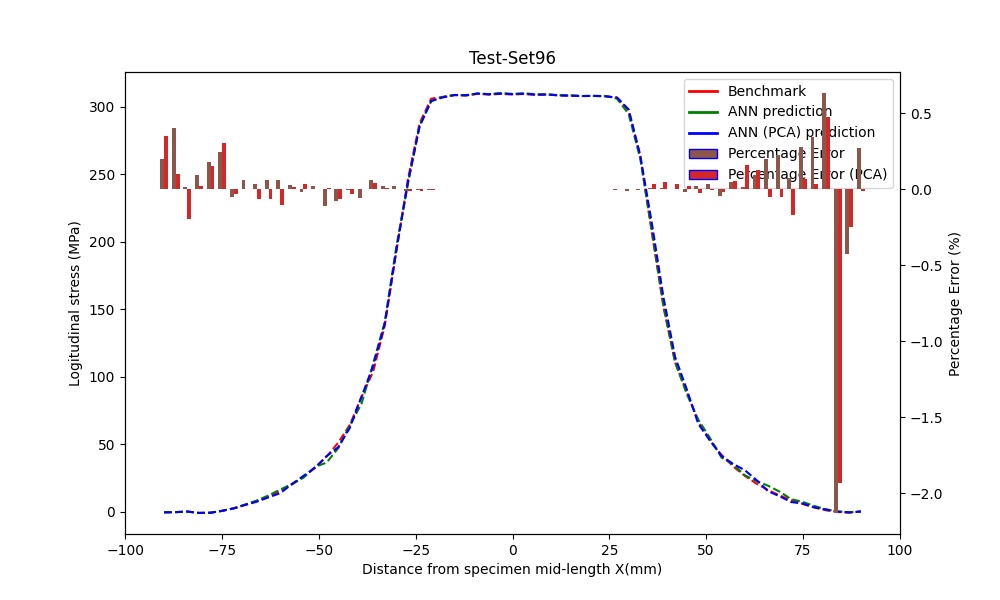 Test-Set96
Benchmark
ANN prediction
ANN (PCA) prediction
Percentage Error
Percentage Error (PCA)
300
250
200
150
100
50
0
Logitudinal stress (MPa)
0.5
0.0
−0.5
−1.0
−1.5
−2.0
Percentage Error (%)
−100 −75 −50 −25 0 25 50 75 100
Distance from specimen mid-length X(mm)